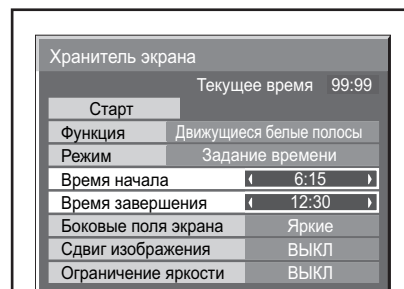 Хранитель экрана
Текущее время 99:99
Старт
Функция Движущиеся белые полосы
Режим Задание времени
Время начала 6:15
Время завершения 12:30
Боковые поля экрана Яркие
Сдвиг изображения ВЫКЛ
Ограничение яркости ВЫКЛ